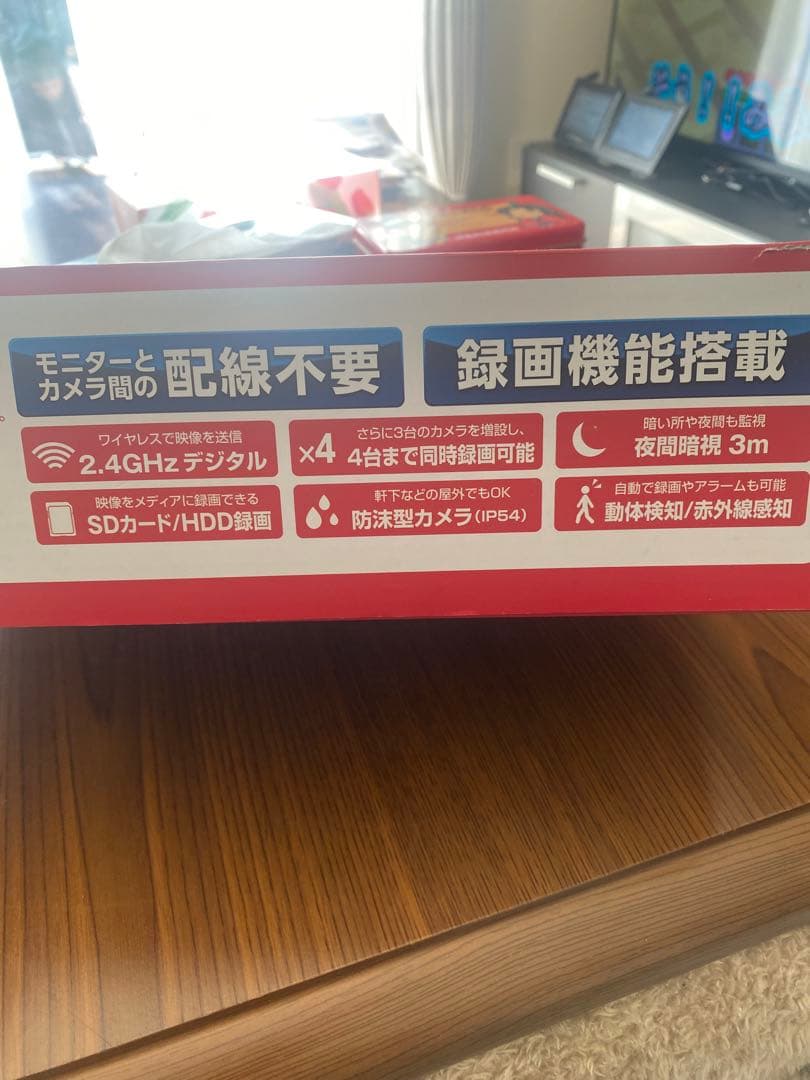 モニターと
カメラ間の 配線不要
録画機能搭載
ワイヤレスで映像を送信
2.4GHzデジタル
×4 さらに3台のカメラを増設し、
4台まで同時録画可能
暗い所や夜間も監視
夜間暗視 3m
映像をメディアに録画できる
SDカード/HDD録画
軒下などの屋外でもOK
防沫型カメラ(IP54)
自動で録画やアラームも可能
動体検知/赤外線感知